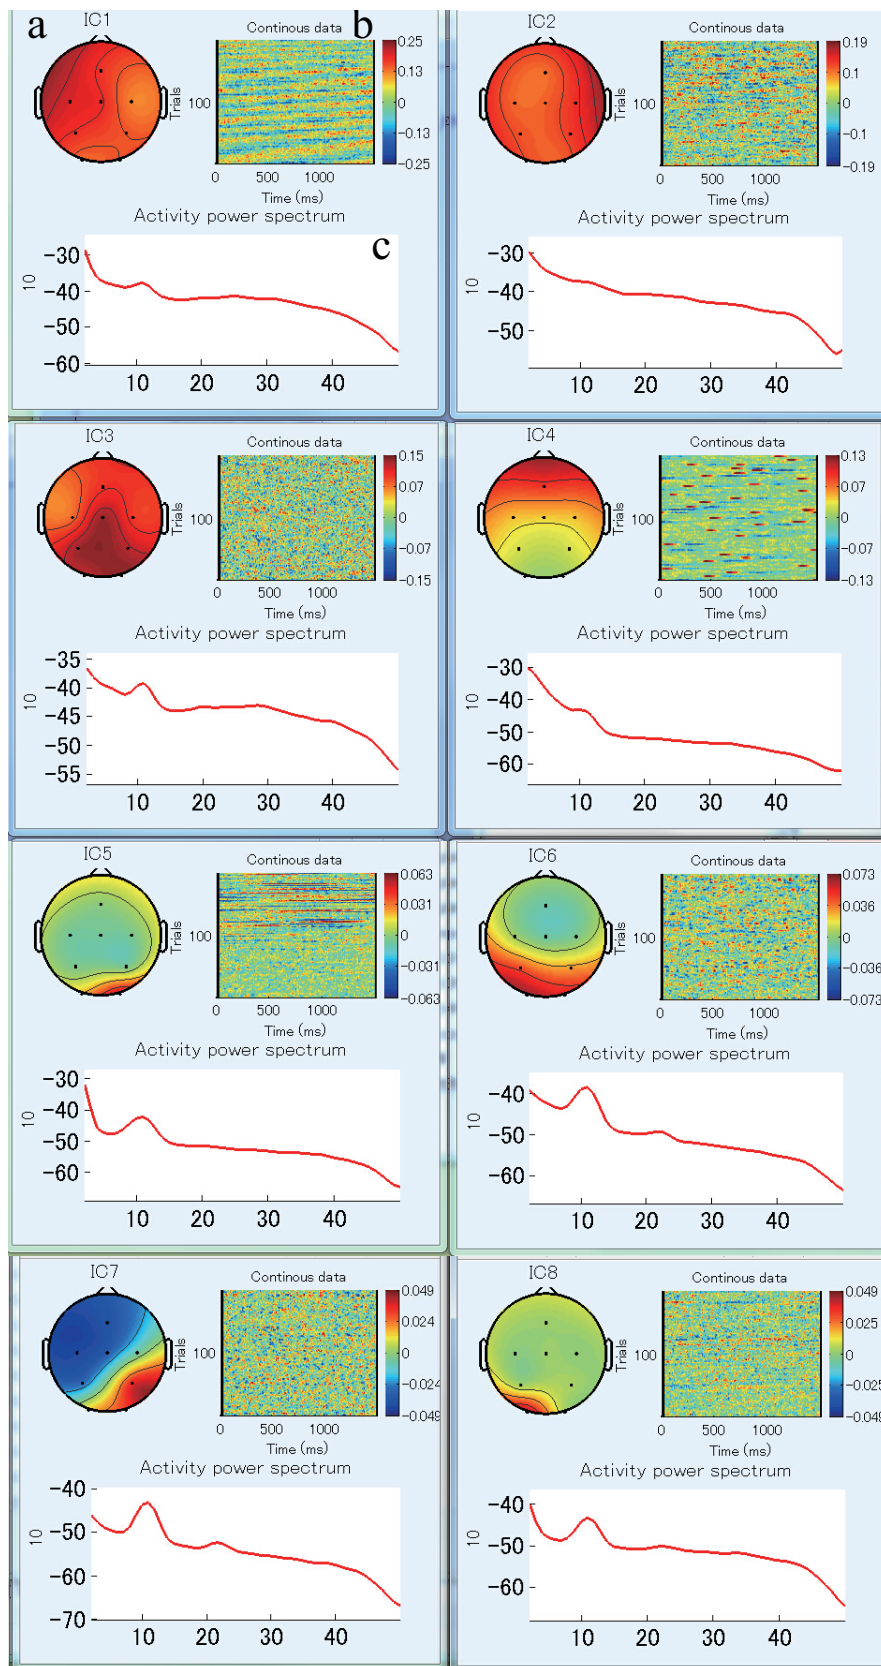 a
IC1
b
Continous data
0.25
0.13
0
-0.13
-0.25
Trials
100
0 500 1000
Time (ms)
Activity power spectrum
c
10
-30
-40
-50
-60
10 20 30 40
IC2
Continous data
0.19
0.1
0
-0.1
-0.19
Trials
100
0 500 1000
Time (ms)
Activity power spectrum
10
-30
-40
-50
10 20 30 40
IC3
Continous data
0.15
0.07
0
-0.07
-0.15
Trials
100
0 500 1000
Time (ms)
Activity power spectrum
10
-35
-40
-45
-50
-55
10 20 30 40
IC4
Continous data
0.13
0.07
0
-0.07
-0.13
Trials
100
0 500 1000
Time (ms)
Activity power spectrum
10
-30
-40
-50
-60
10 20 30 40
IC5
Continous data
0.063
0.031
0
-0.031
-0.063
Trials
100
0 500 1000
Time (ms)
Activity power spectrum
10
-30
-40
-50
-60
10 20 30 40
IC6
Continous data
0.073
0.036
0
-0.036
-0.073
Trials
100
0 500 1000
Time (ms)
Activity power spectrum
10
-40
-50
-60
10 20 30 40
IC7
Continous data
0.049
0.024
0
-0.024
-0.049
Trials
100
0 500 1000
Time (ms)
Activity power spectrum
10
-40
-50
-60
-70
10 20 30 40
IC8
Continous data
0.049
0.025
0
-0.025
-0.049
Trials
100
0 500 1000
Time (ms)
Activity power spectrum
10
-40
-50
-60
10 20 30 40